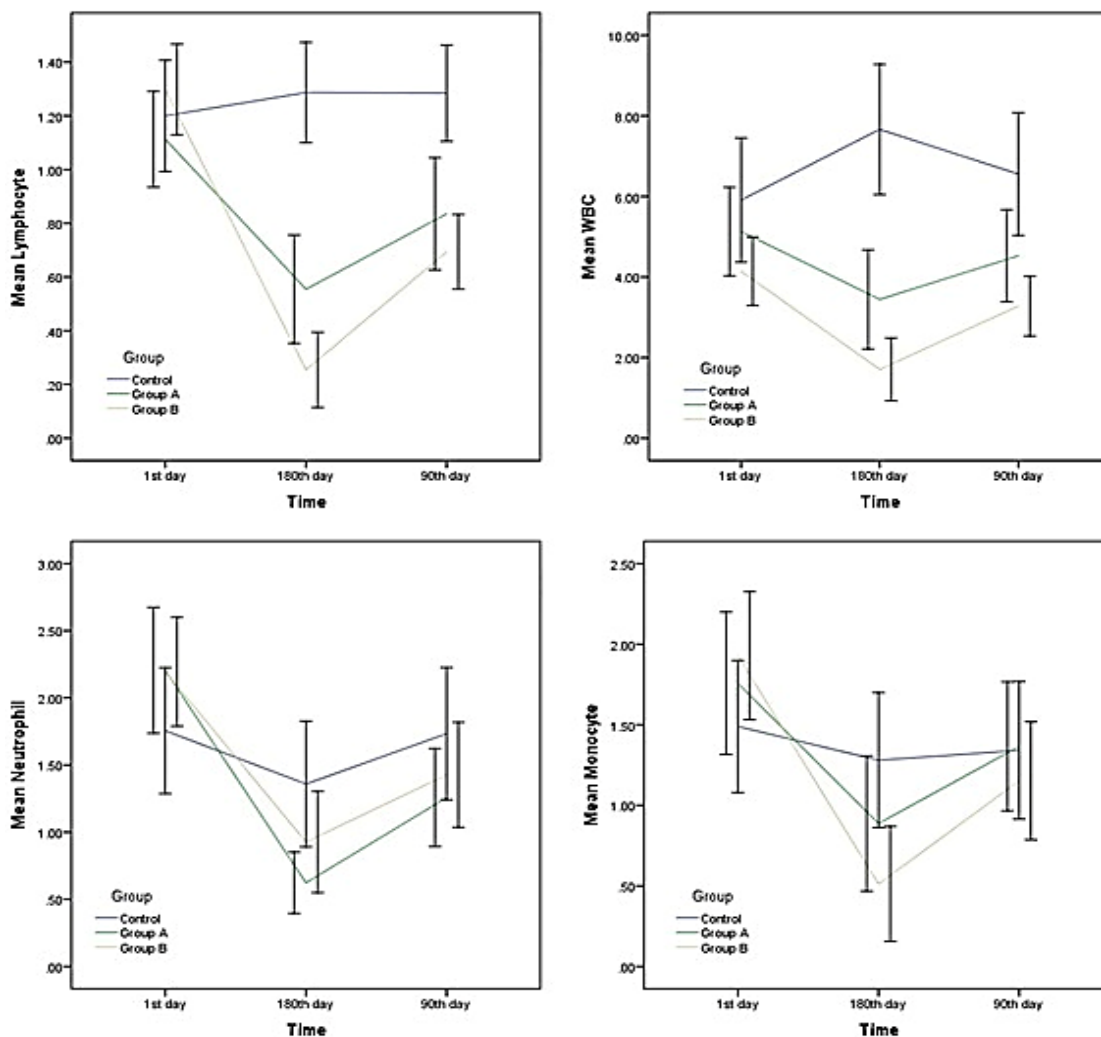 1.40
1.20
1.00
.80
.60
.40
.20
.00
Mean Lymphocyte
Group
Control
Group A
Group B
1st day 180th day 90th day
Time
10.00
8.00
6.00
4.00
2.00
.00
Mean WBC
Group
Control
Group A
Group B
1st day 180th day 90th day
Time
3.00
2.50
2.00
1.50
1.00
.50
.00
Mean Neutrophil
Group
Control
Group A
Group B
1st day 180th day 90th day
Time
2.50
2.00
1.50
1.00
.50
.00
Mean Monocyte
Group
Control
Group A
Group B
1st day 180th day 90th day
Time